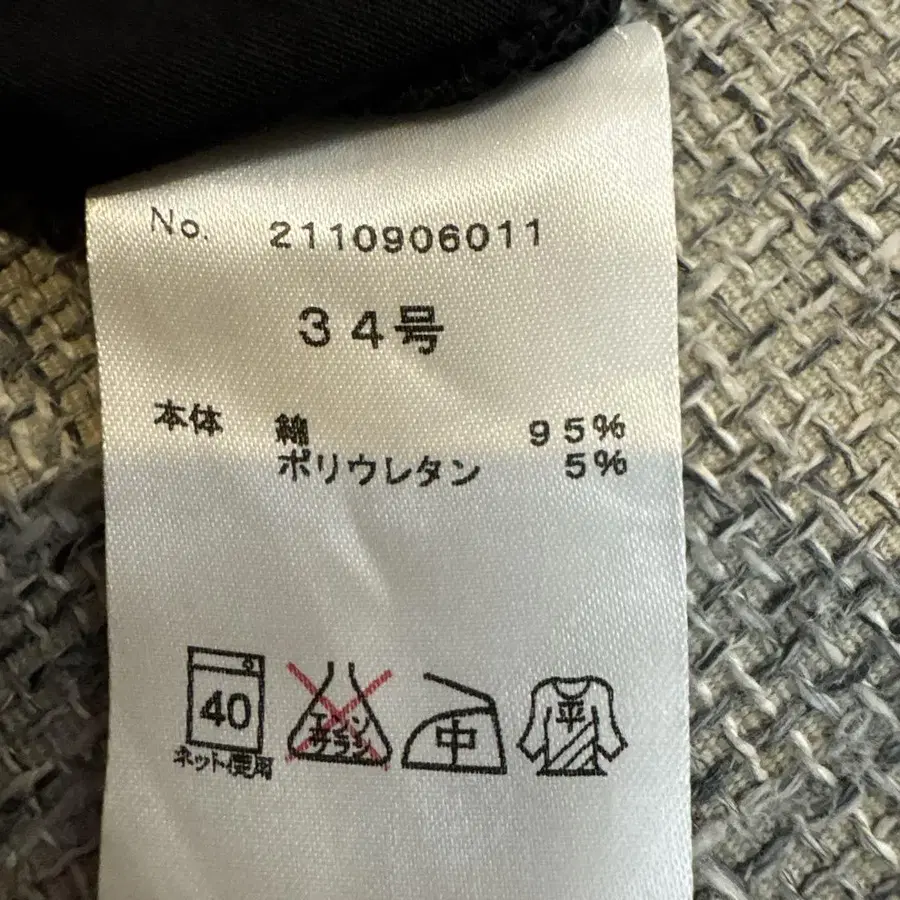 No. 2110906011
34号
本体 綿 95%
ポリウレタン 5%
40 エンソサラシ 中 平
ネット使用